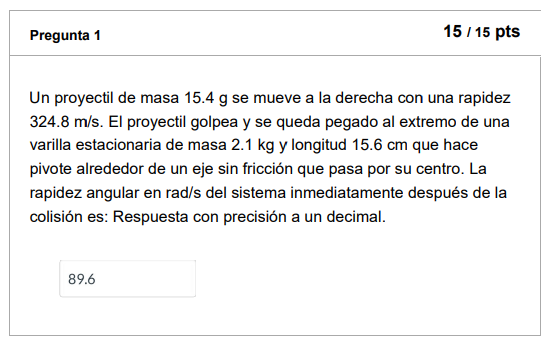 Pregunta 1
15 / 15 pts
Un proyectil de masa 15.4 g se mueve a la derecha con una rapidez
324.8 m/s. El proyectil golpea y se queda pegado al extremo de una
varilla estacionaria de masa 2.1 kg y longitud 15.6 cm que hace
pivote alrededor de un eje sin fricción que pasa por su centro. La
rapidez angular en rad/s del sistema inmediatamente después de la
colisión es: Respuesta con precisión a un decimal.
89.6